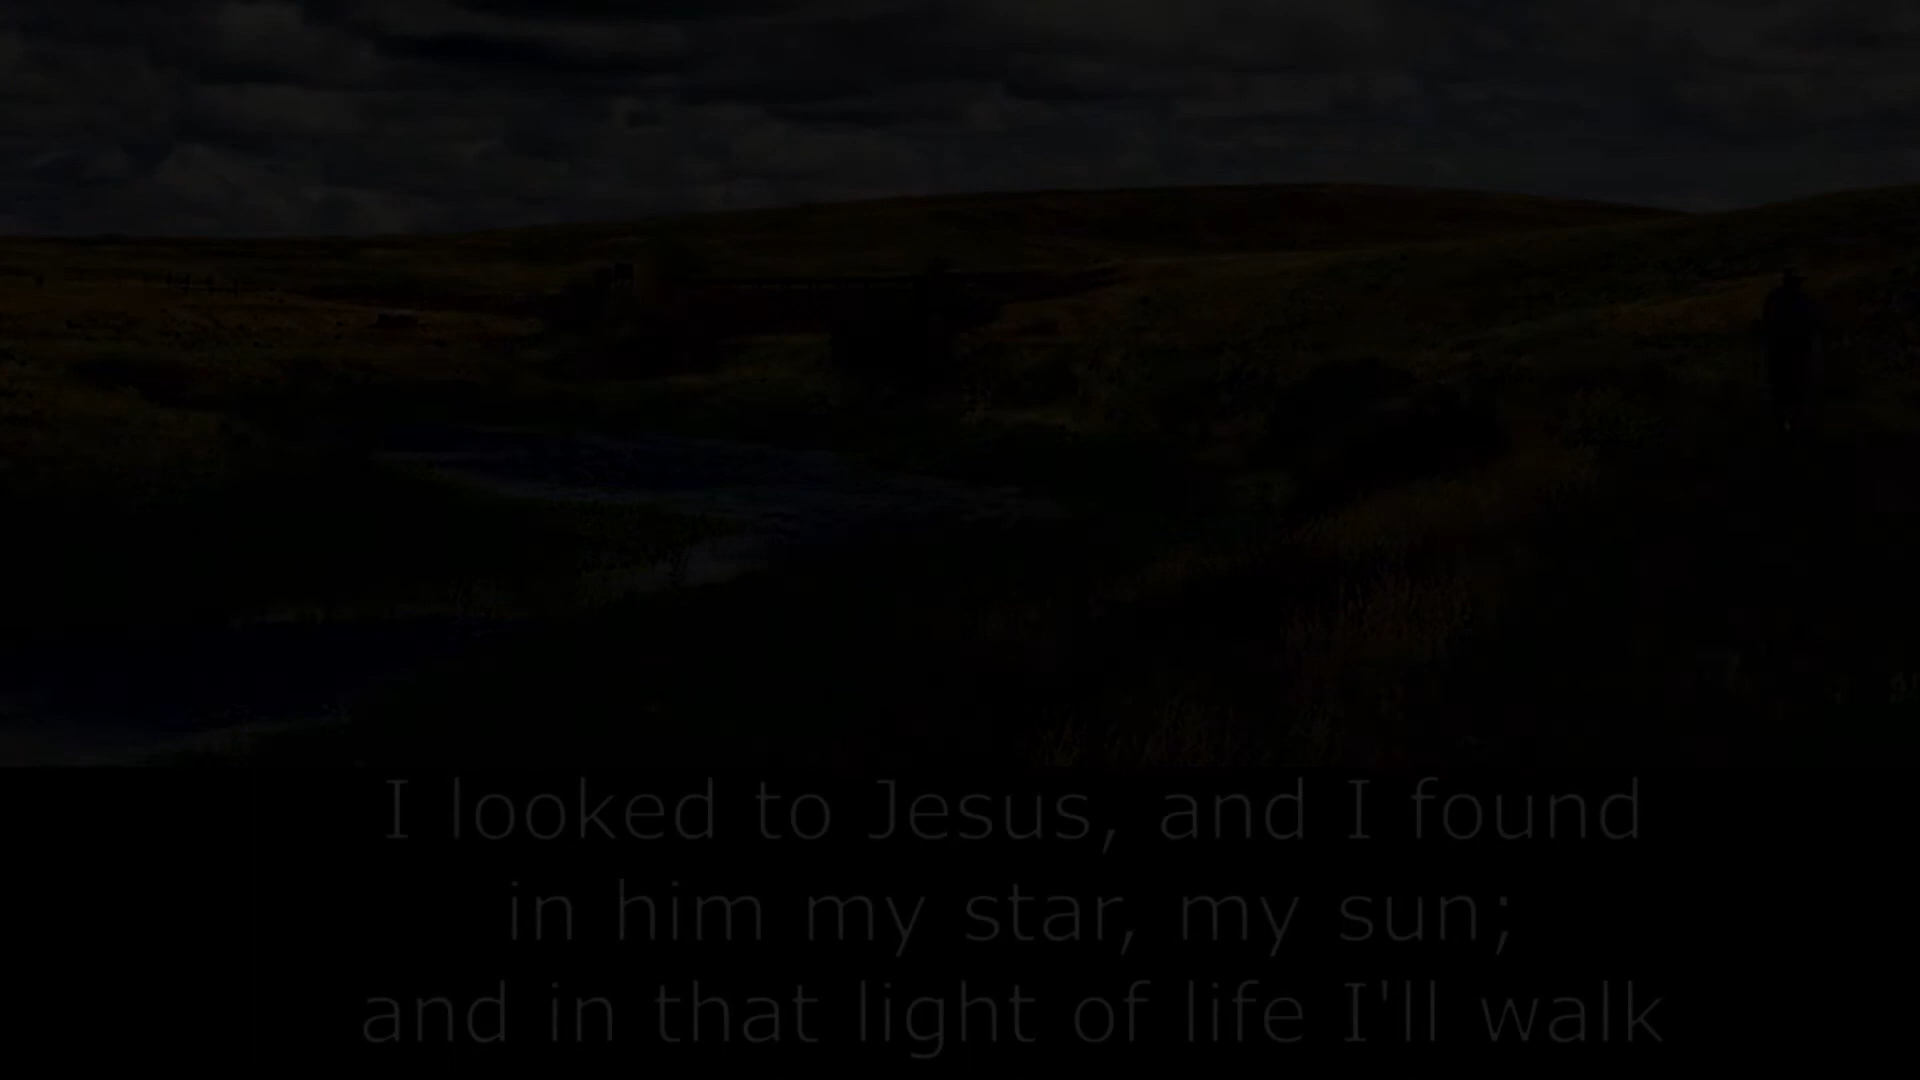 I looked to Jesus, and I found
in him my star, my sun;
and in that light of life I'll walk